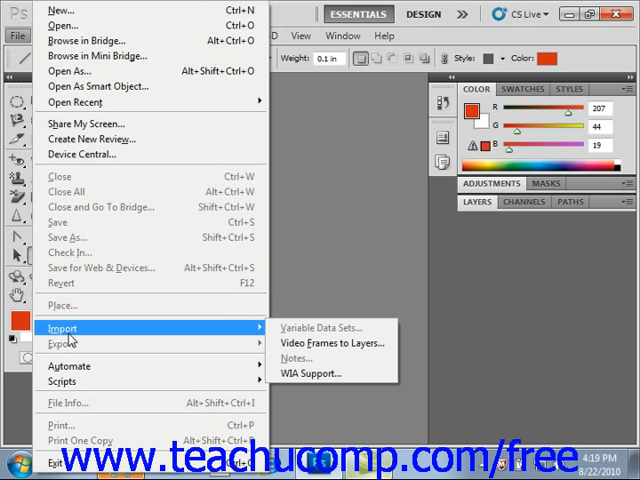 Ps
ESSENTIALS DESIGN CS Live
File D View Window Weight: 0.1 in Style: Color:
New... Ctrl+N
Open... Ctrl+O
Browse in Bridge... Alt+Ctrl+O
Browse in Mini Bridge...
Open As... Alt+Shift+Ctrl+O
Open As Smart Object...
Open Recent
Share My Screen...
Create New Review...
Device Central...
Close Ctrl+W
Close All Alt+Ctrl+W
Close and Go To Bridge... Shift+Ctrl+W
Save Ctrl+S
Save As... Shift+Ctrl+S
Check In...
Save for Web & Devices... Alt+Shift+Ctrl+S
Revert F12
Place...
Import
Export
Automate
Scripts
File Info... Alt+Shift+Ctrl+I
Print... Ctrl+P
Print One Copy Alt+Shift+Ctrl+P
Exit Ctrl+Q
Variable Data Sets...
Video Frames to Layers...
Notes...
WIA Support...
COLOR SWATCHES STYLES
R 207
G 44
B 19
ADJUSTMENTS MASKS
LAYERS CHANNELS PATHS
www.teachucomp.com/free
4:19 PM
8/22/2010